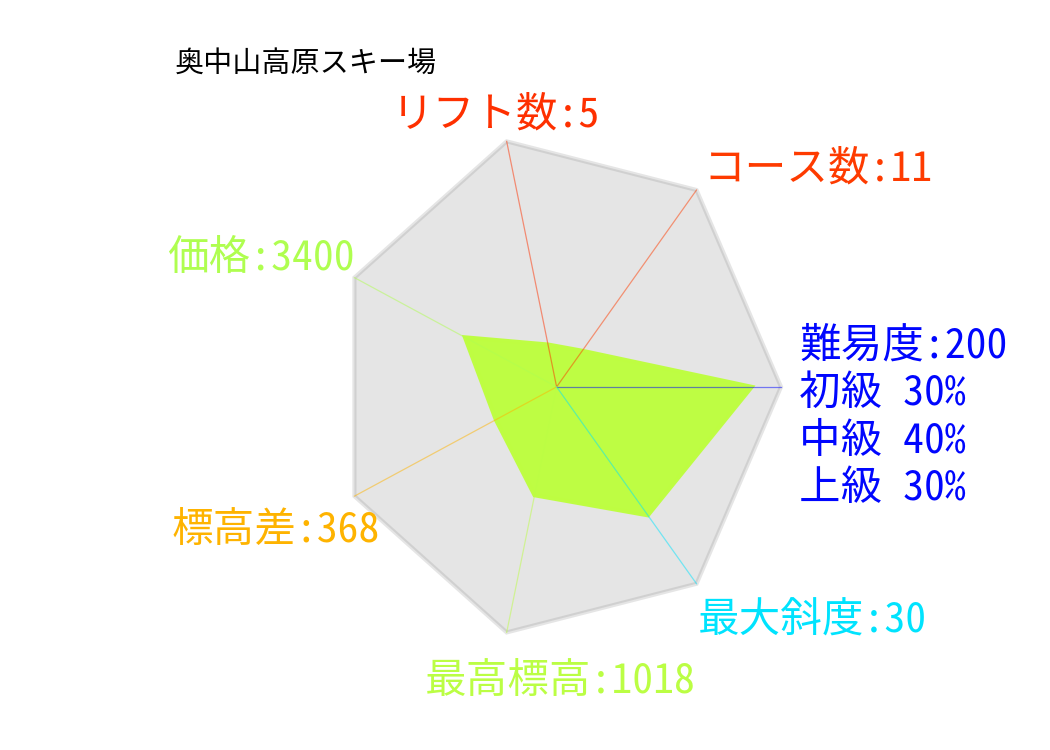 奥中山高原スキー場
リフト数:5
コース数:11
価格:3400
難易度:200
初級 30%
中級 40%
上級 30%
標高差:368
最大斜度:30
最高標高:1018